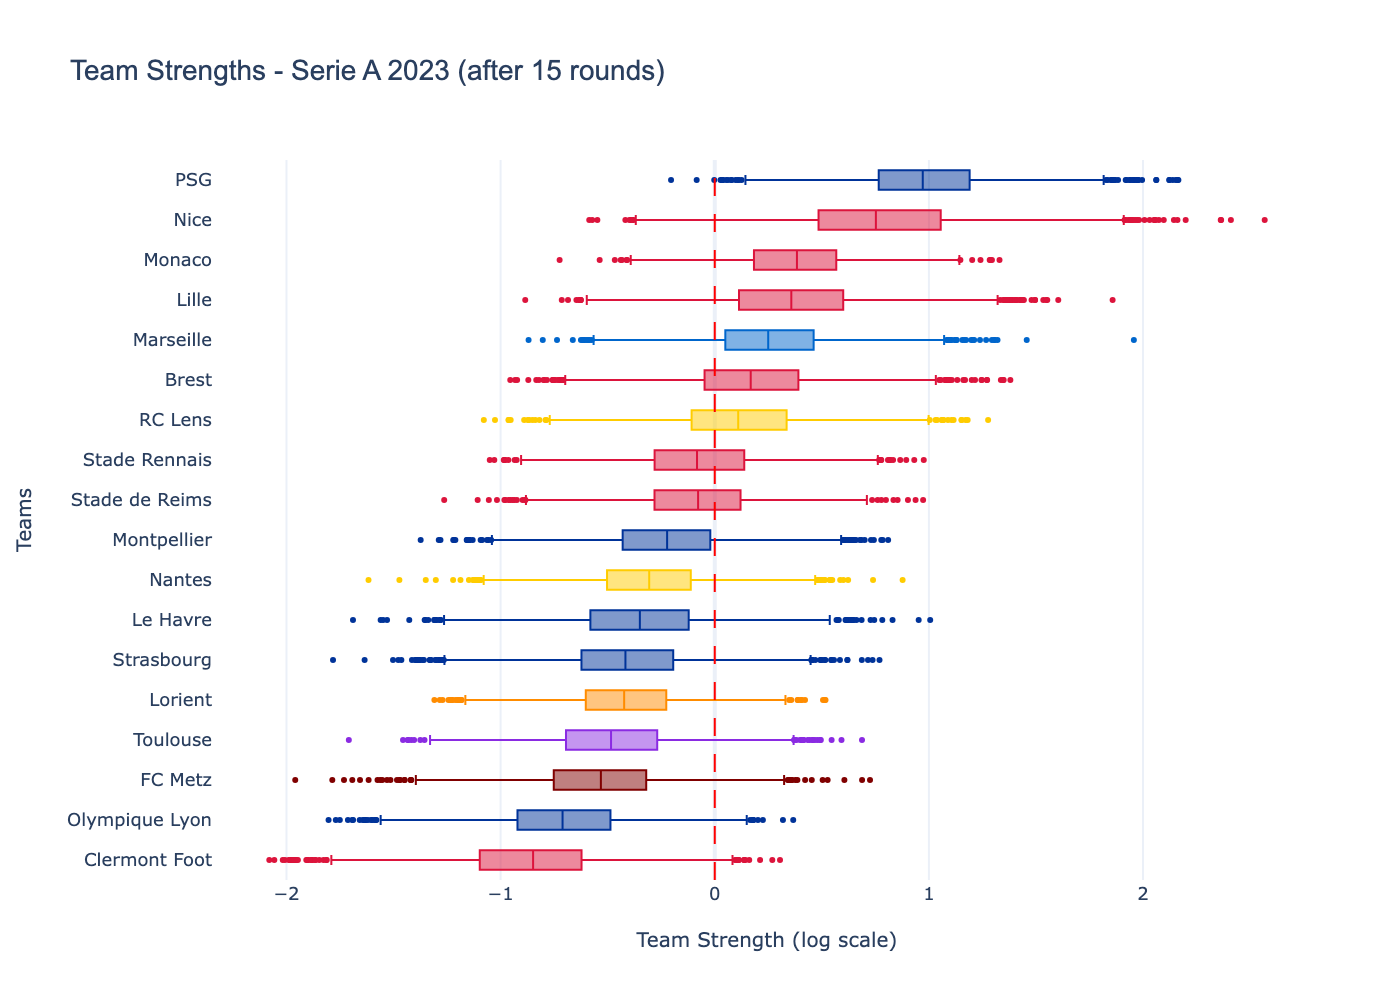 Team Strengths - Serie A 2023 (after 15 rounds)
Teams
PSG
Nice
Monaco
Lille
Marseille
Brest
RC Lens
Stade Rennais
Stade de Reims
Montpellier
Nantes
Le Havre
Strasbourg
Lorient
Toulouse
FC Metz
Olympique Lyon
Clermont Foot
−2 −1 0 1 2
Team Strength (log scale)